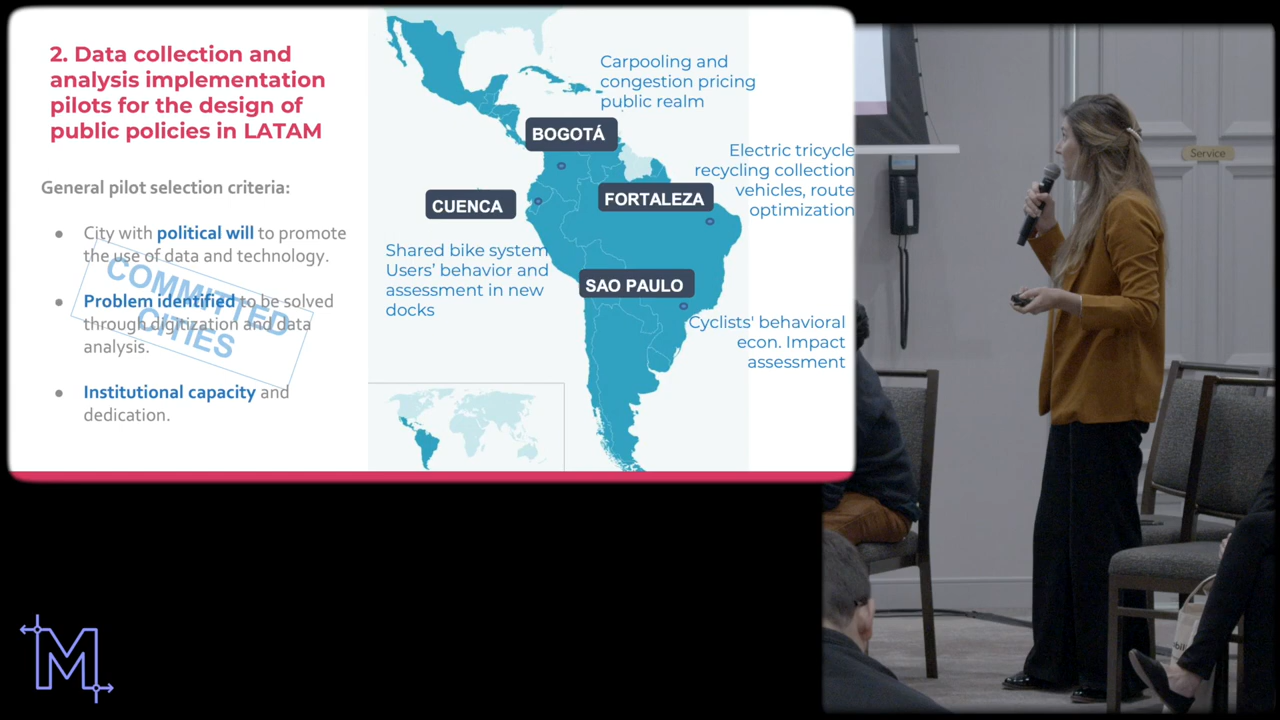 2. Data collection and
analysis implementation
pilots for the design of
public policies in LATAM
General pilot selection criteria:
● City with political will to promote
the use of data and technology.
● Problem identified to be solved
through digitization and data
analysis.
● Institutional capacity and
dedication.
COMMITTED
CITIES
Carpooling and
congestion pricing
public realm
BOGOTÁ
Electric tricycle
recycling collection
vehicles, route
optimization
FORTALEZA
CUENCA
Shared bike system
Users' behavior and
assessment in new
docks
SAO PAULO
Cyclists' behavioral
econ. Impact
assessment
Service
M